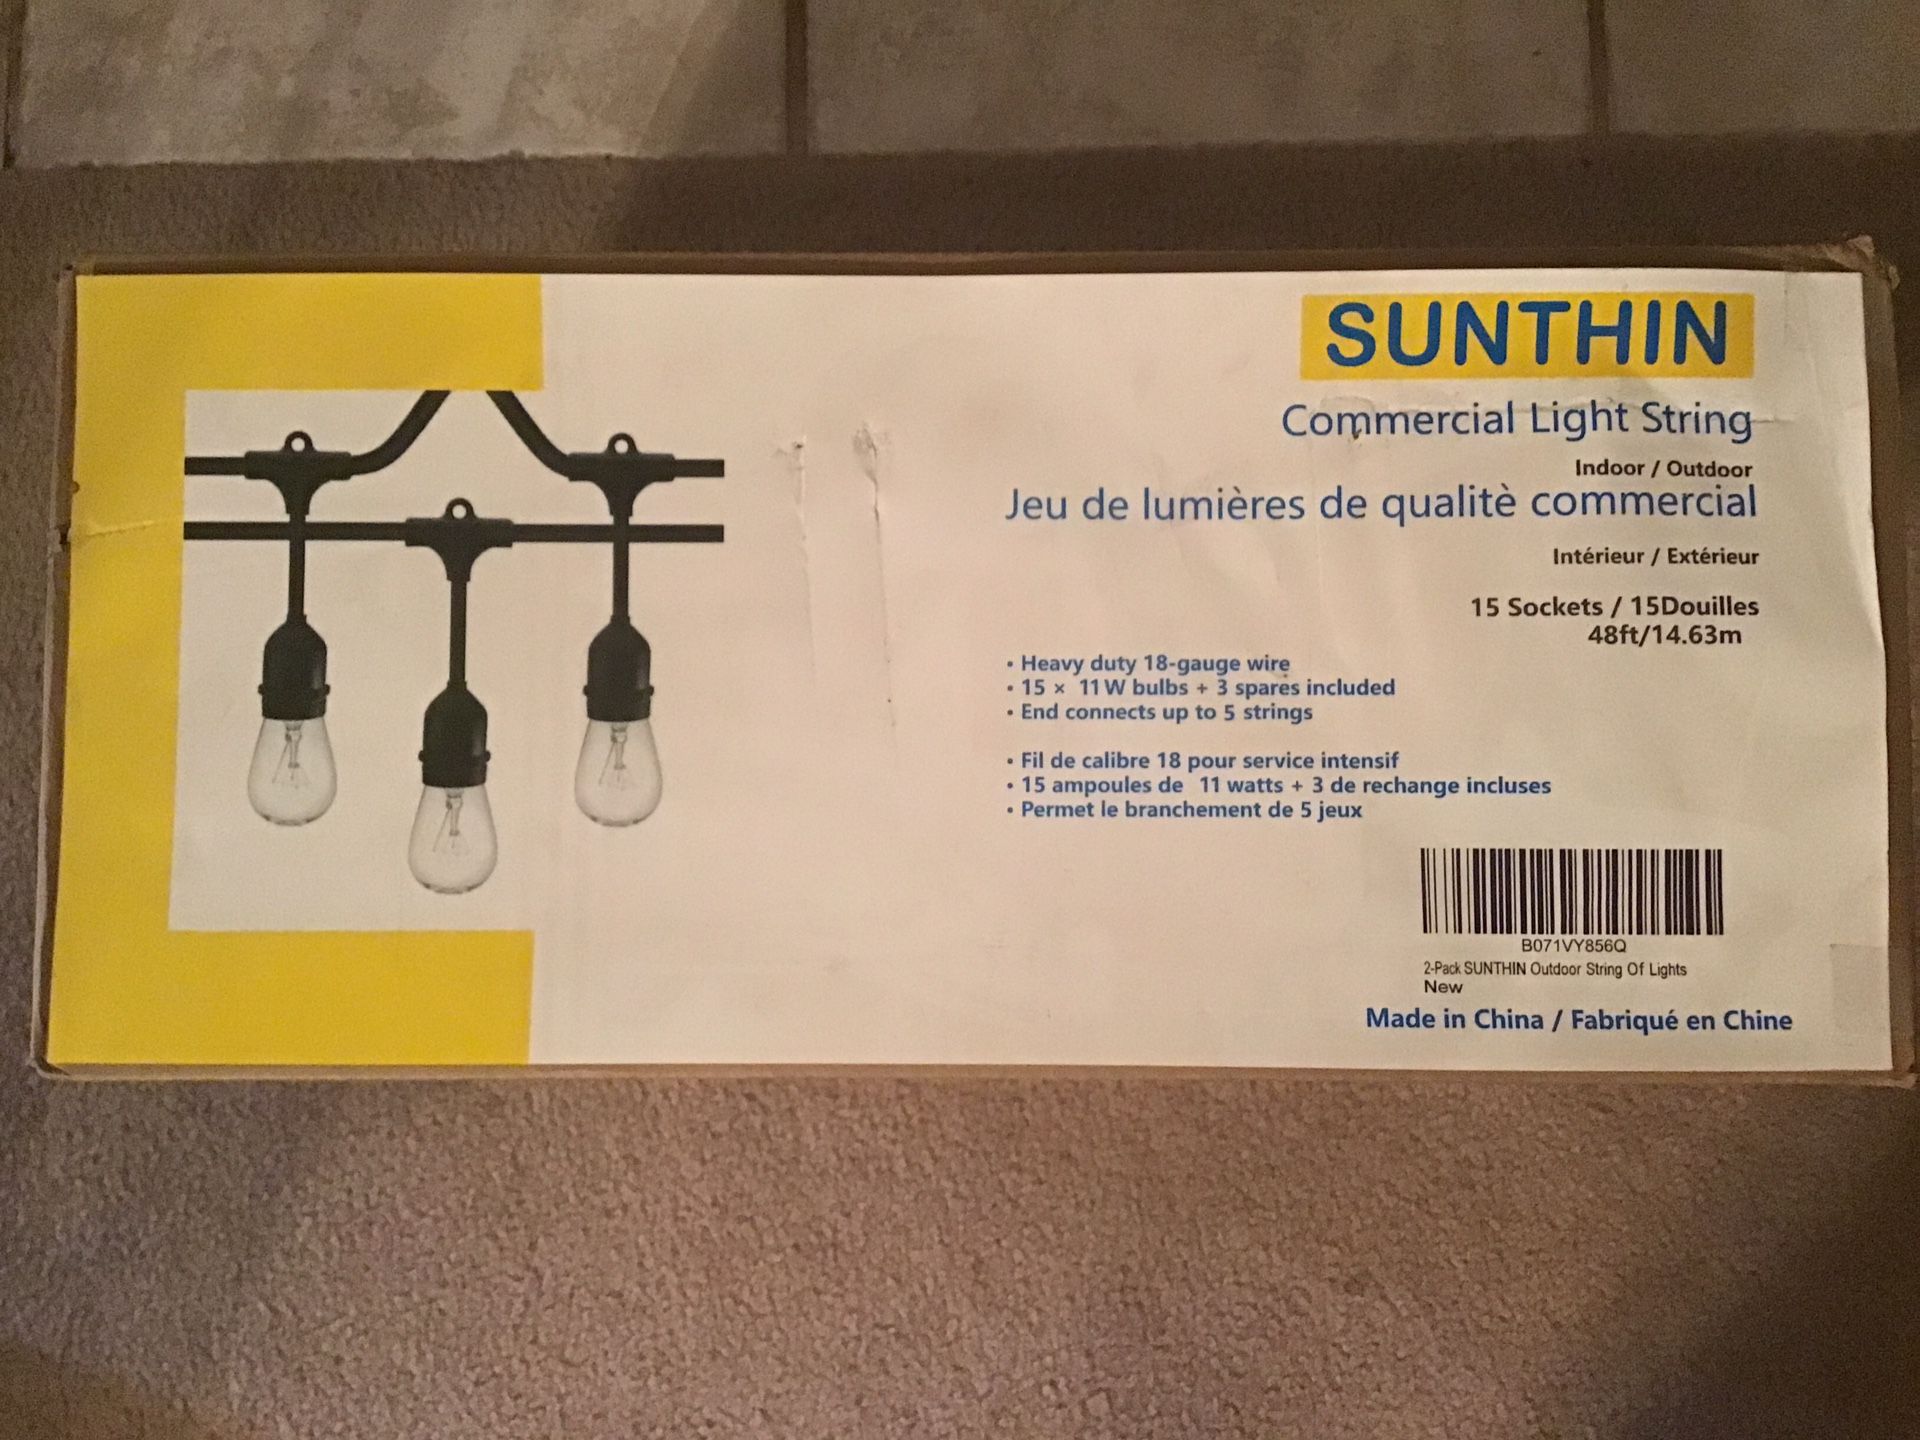 SUNTHIN
Commercial Light String
Indoor / Outdoor
Jeu de lumières de qualitè commercial
Intérieur / Extérieur
15 Sockets / 15Douilles
48ft/14.63m
• Heavy duty 18-gauge wire
• 15 × 11W bulbs + 3 spares included
• End connects up to 5 strings
• Fil de calibre 18 pour service intensif
• 15 ampoules de 11 watts + 3 de rechange incluses
• Permet le branchement de 5 jeux
B071VY856Q
2-Pack SUNTHIN Outdoor String Of Lights
New
Made in China / Fabriqué en Chine